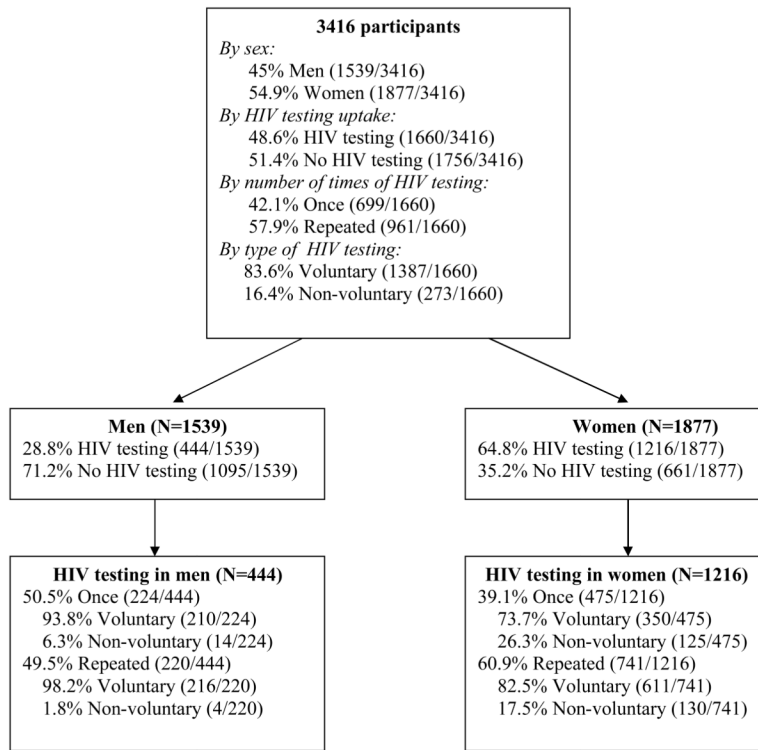 3416 participants
By sex:
45% Men (1539/3416)
54.9% Women (1877/3416)
By HIV testing uptake:
48.6% HIV testing (1660/3416)
51.4% No HIV testing (1756/3416)
By number of times of HIV testing:
42.1% Once (699/1660)
57.9% Repeated (961/1660)
By type of HIV testing:
83.6% Voluntary (1387/1660)
16.4% Non-voluntary (273/1660)
Men (N=1539)
28.8% HIV testing (444/1539)
71.2% No HIV testing (1095/1539)
Women (N=1877)
64.8% HIV testing (1216/1877)
35.2% No HIV testing (661/1877)
HIV testing in men (N=444)
50.5% Once (224/444)
93.8% Voluntary (210/224)
6.3% Non-voluntary (14/224)
49.5% Repeated (220/444)
98.2% Voluntary (216/220)
1.8% Non-voluntary (4/220)
HIV testing in women (N=1216)
39.1% Once (475/1216)
73.7% Voluntary (350/475)
26.3% Non-voluntary (125/475)
60.9% Repeated (741/1216)
82.5% Voluntary (611/741)
17.5% Non-voluntary (130/741)